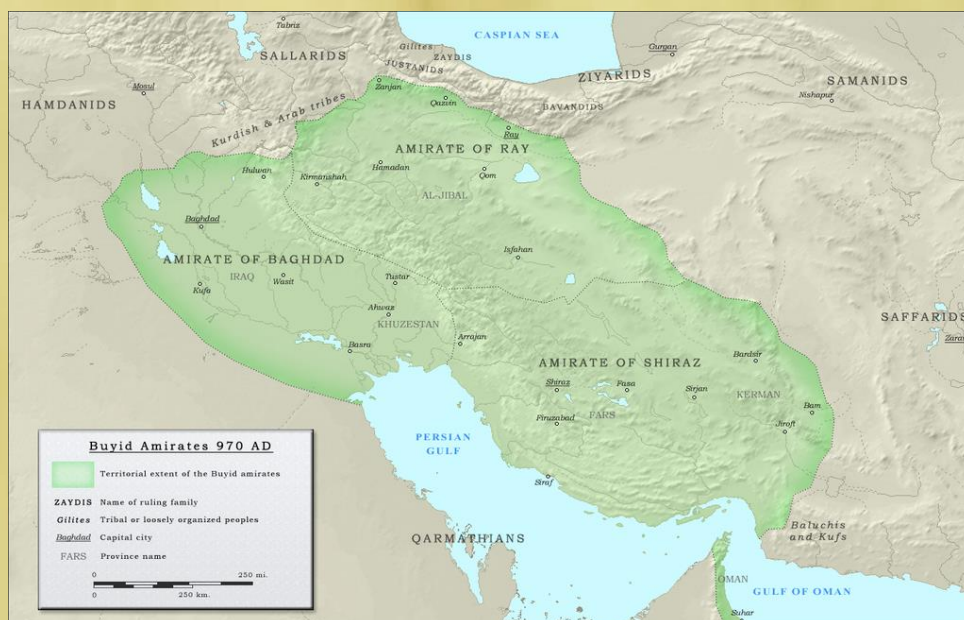 CASPIAN SEA
Tabriz
Gilites
ZAYDIS
Gurgan
SALLARIDS
JUSTANIDS
ZIYARIDS
SAMANIDS
Mosul
Zanjan
Nishapur
HAMDANIDS
Qazvin
BAVANDIDS
Kurdish & Arab tribes
Ray
AMIRATE OF RAY
Hulwan
Hamadan
Qom
Kirmanshah
AL-JIBAL
Baghdad
Isfahan
AMIRATE OF BAGHDAD
IRAQ
Wasit
Tustar
Kufa
Ahwaz
KHUZESTAN
SAFFARIDS
Basra
Arrajan
Zaran
Bardsir
AMIRATE OF SHIRAZ
Shiraz
Fasa
Sirjan
KERMAN
Bam
FARS
Firuzabad
Jiroft
PERSIAN
GULF
Siraf
Baluchis
and Kufs
QARMATHIANS
OMAN
GULF OF OMAN
Suhar
Buyid Amirates 970 AD
Territorial extent of the Buyid amirates
ZAYDIS Name of ruling family
Gilites Tribal or loosely organized peoples
Baghdad Capital city
FARS Province name
0 250 mi.
0 250 km.